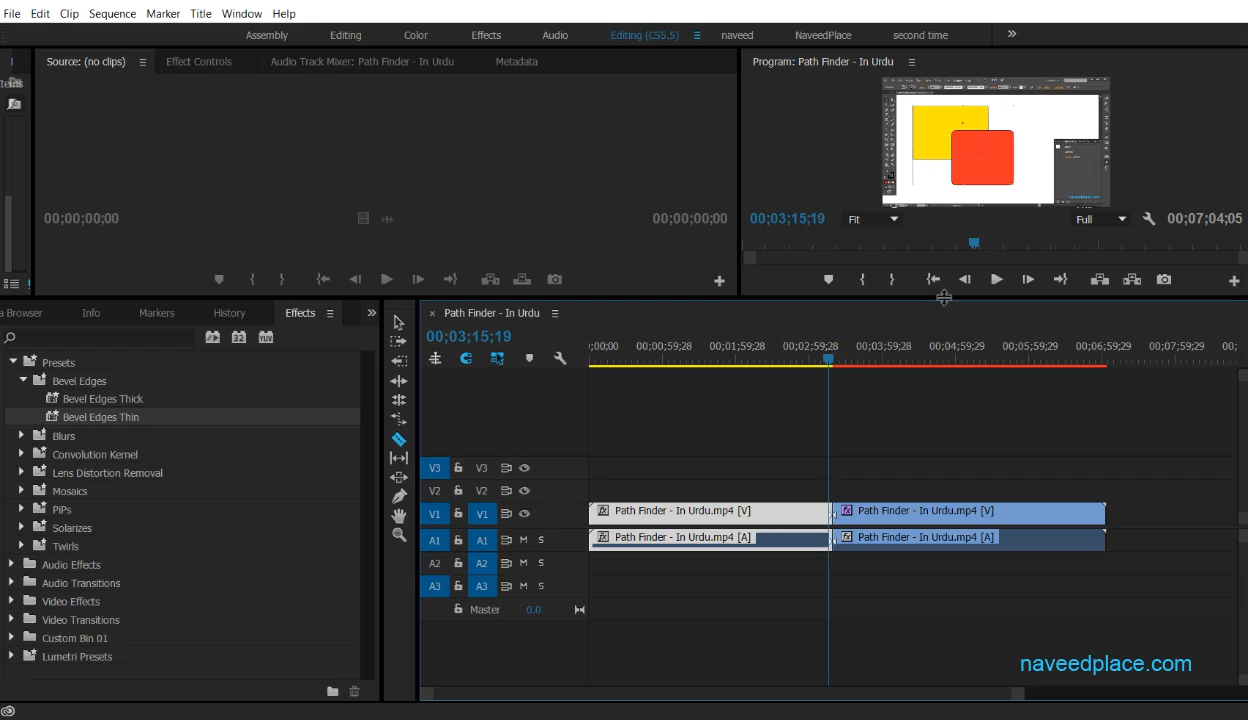 File Edit Clip Sequence Marker Title Window Help
Assembly Editing Color Effects Audio Editing (CS5.5) naveed NaveedPlace second time
Source: (no clips) Effect Controls Audio Track Mixer: Path Finder - In Urdu Metadata
Program: Path Finder - In Urdu
00;00;00;00 00;00;00;00
00;03;15;19 Fit Full 00;07;04;05
a Browser Info Markers History Effects
32 YUV
Presets
Bevel Edges
Bevel Edges Thick
Bevel Edges Thin
Blurs
Convolution Kernel
Lens Distortion Removal
Mosaics
PiPs
Solarizes
Twirls
Audio Effects
Audio Transitions
Video Effects
Video Transitions
Custom Bin 01
Lumetri Presets
× Path Finder - In Urdu
00;03;15;19
;00;00 00;00;59;28 00;01;59;28 00;02;59;28 00;03;59;28 00;04;59;28 00;05;59;29 00;06;59;29 00;07;59;29 00;
V3 V3
V2 V2
V1 V1 fx Path Finder - In Urdu.mp4 [V] fx Path Finder - In Urdu.mp4 [V]
A1 A1 M S fx Path Finder - In Urdu.mp4 [A] fx Path Finder - In Urdu.mp4 [A]
A2 A2 M S
A3 A3 M S
Master 0.0
naveedplace.com